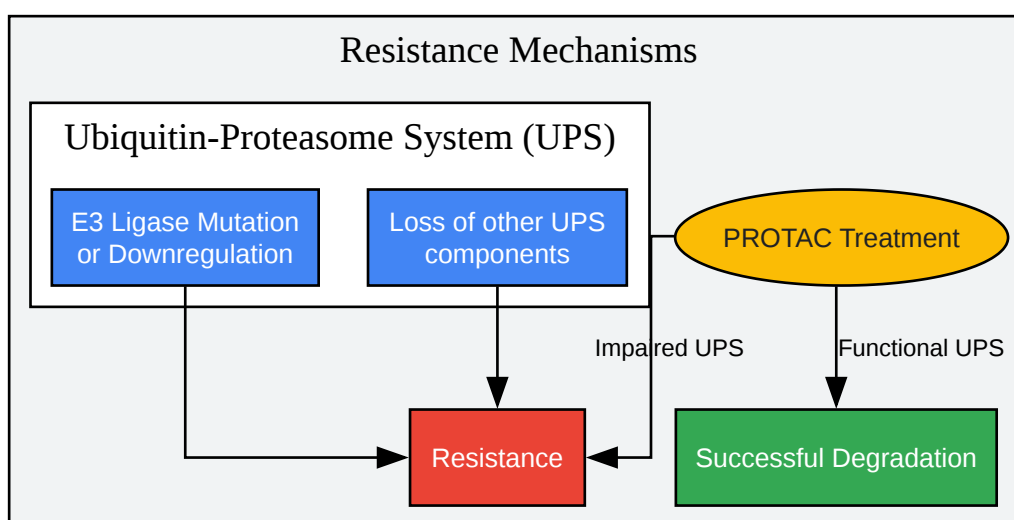 Resistance Mechanisms
Ubiquitin-Proteasome System (UPS)
E3 Ligase Mutation
or Downregulation
Loss of other UPS
components
PROTAC Treatment
Impaired UPS
Functional UPS
Resistance
Successful Degradation